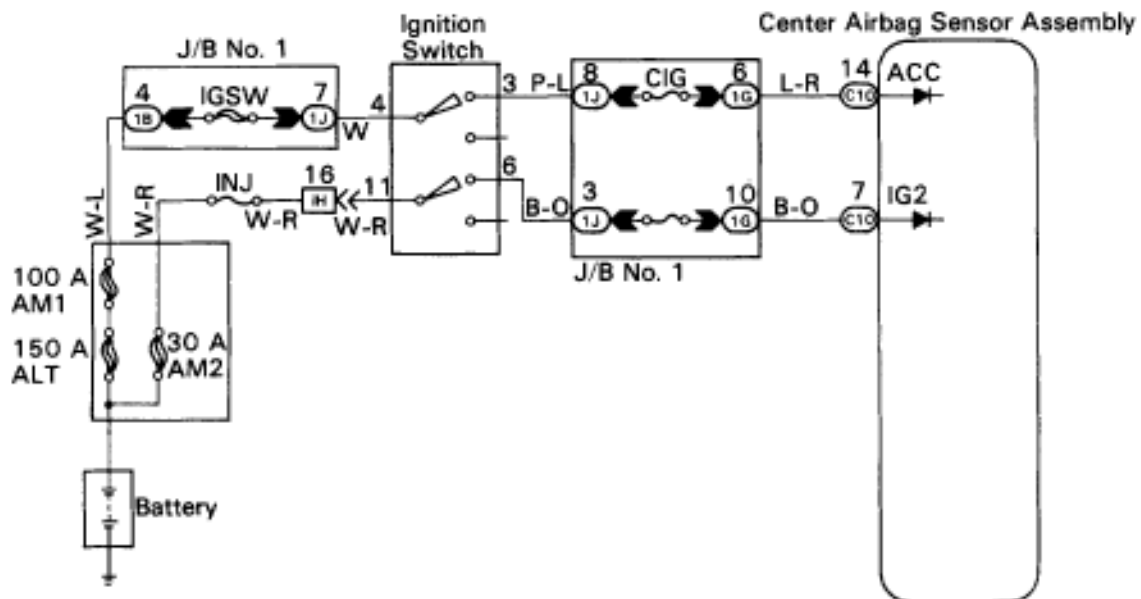 Ignition
Switch
Center Airbag Sensor Assembly
J/B No. 1
4
IGSW
7
1B
1J
W
4
3
P-L
8
CIG
6
1J
1G
L-R
14
ACC
C10
W-L
W-R
INJ
W-R
16
IH
W-R
11
6
B-O
3
1J
10
1G
B-O
7
C10
IG2
J/B No. 1
100 A
AM1
150 A
ALT
30 A
AM2
Battery